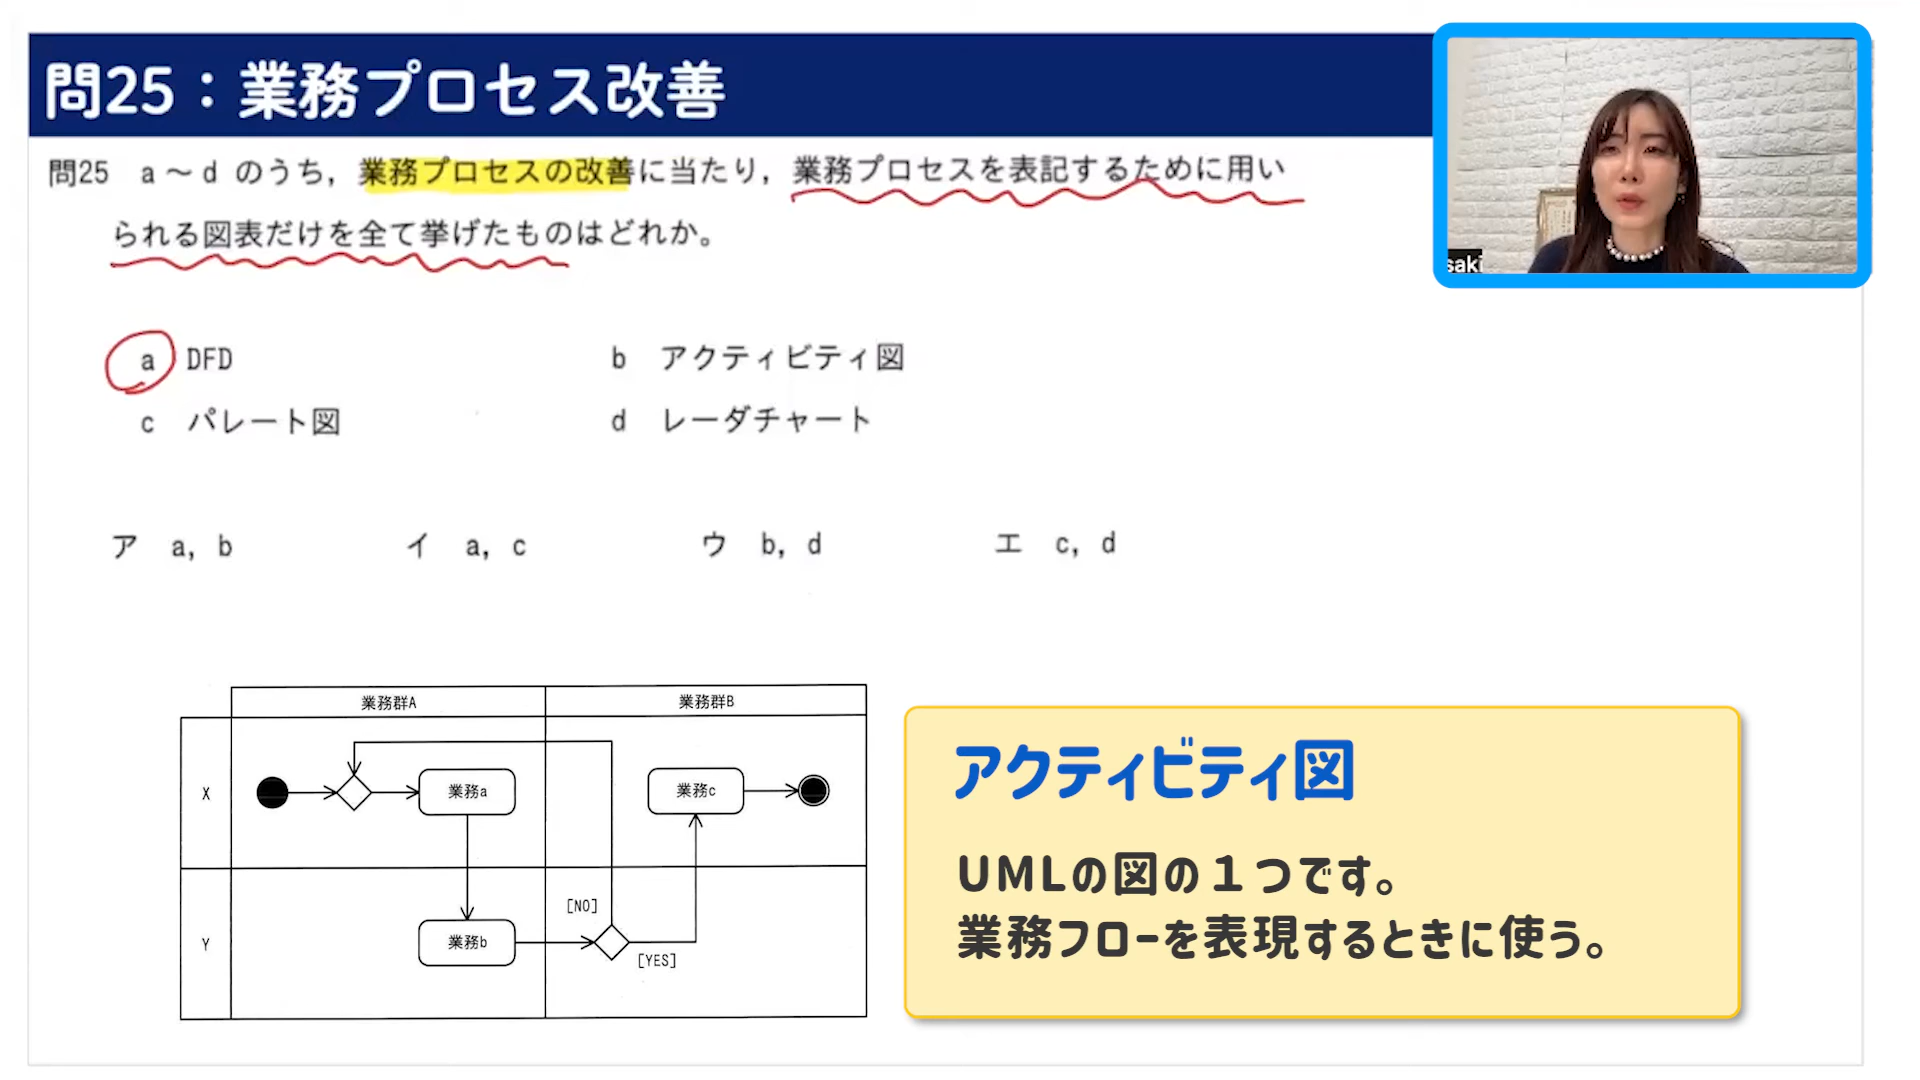 問25：業務プロセス改善
問25 a～d のうち，業務プロセスの改善に当たり，業務プロセスを表記するために用い
られる図表だけを全て挙げたものはどれか。
a DFD
b アクティビティ図
c パレート図
d レーダチャート
ア a, b
イ a, c
ウ b, d
エ c, d
業務群A
業務群B
X
業務a
業務c
Y
[NO]
業務b
[YES]
アクティビティ図
UMLの図の１つです。
業務フローを表現するときに使う。
saki